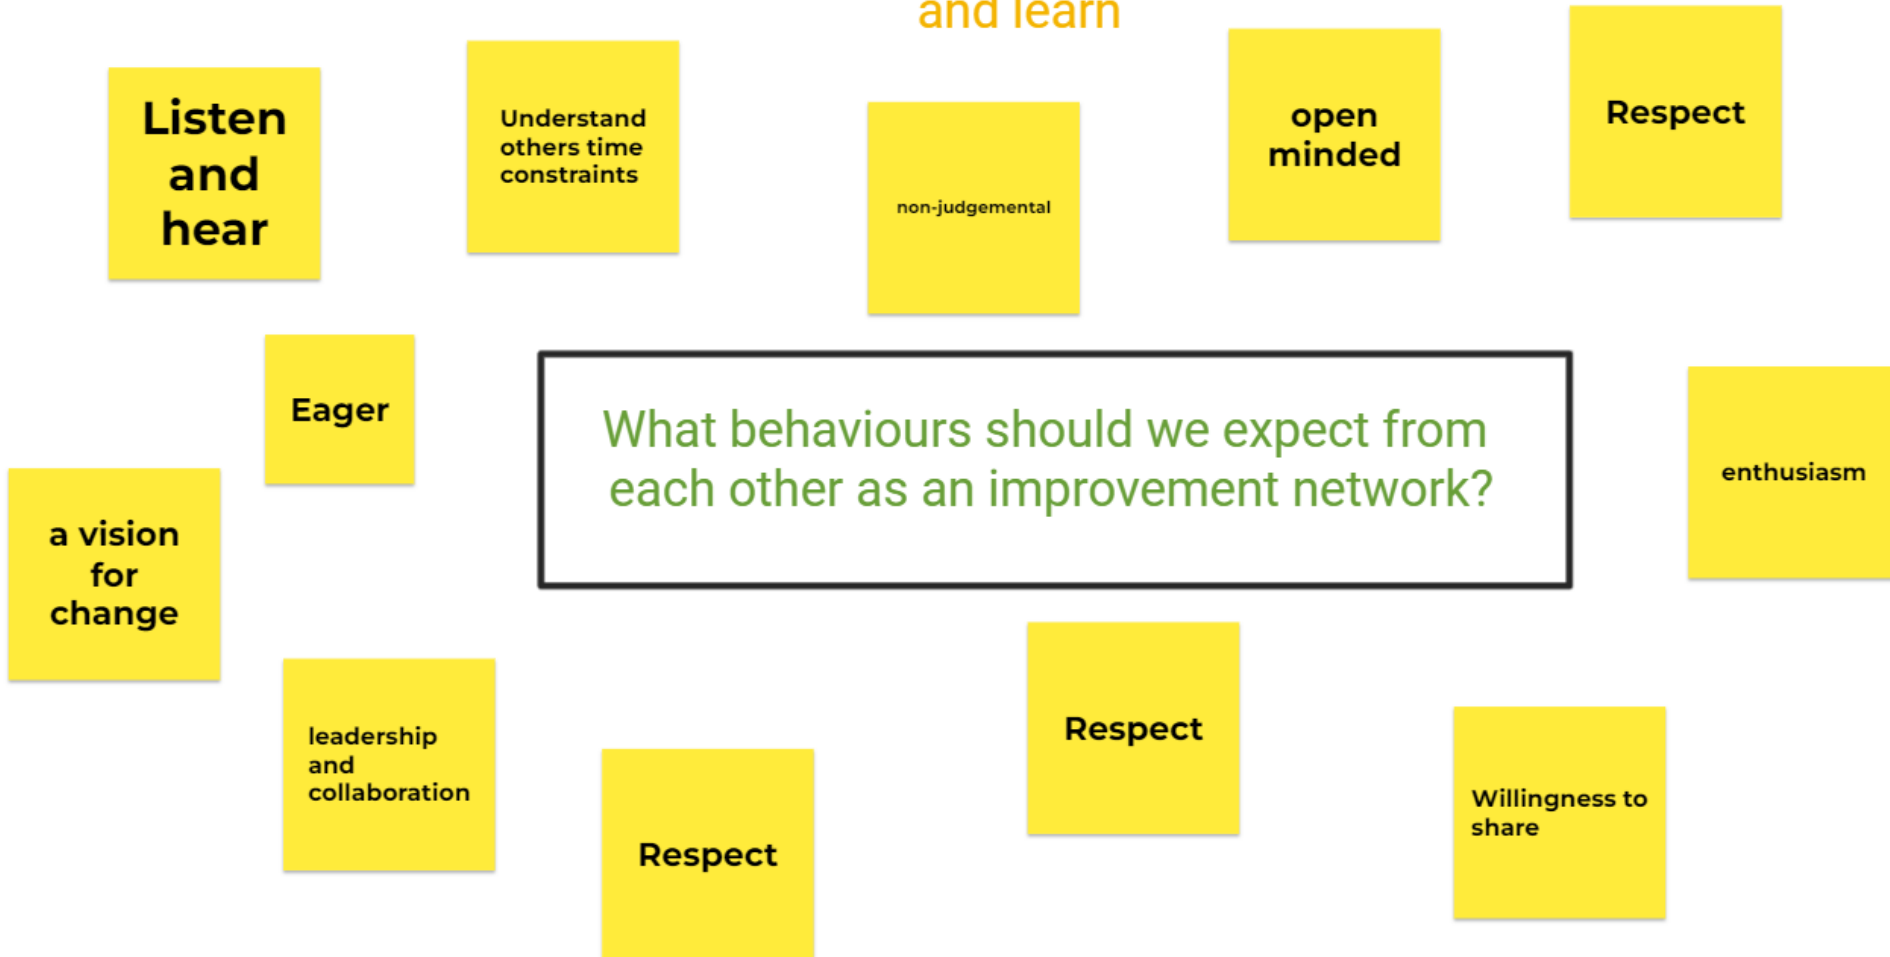 and learn
Listen
and
hear
Understand
others time
constraints
non-judgemental
open
minded
Respect
Eager
What behaviours should we expect from
each other as an improvement network?
enthusiasm
a vision
for
change
leadership
and
collaboration
Respect
Respect
Willingness to
share